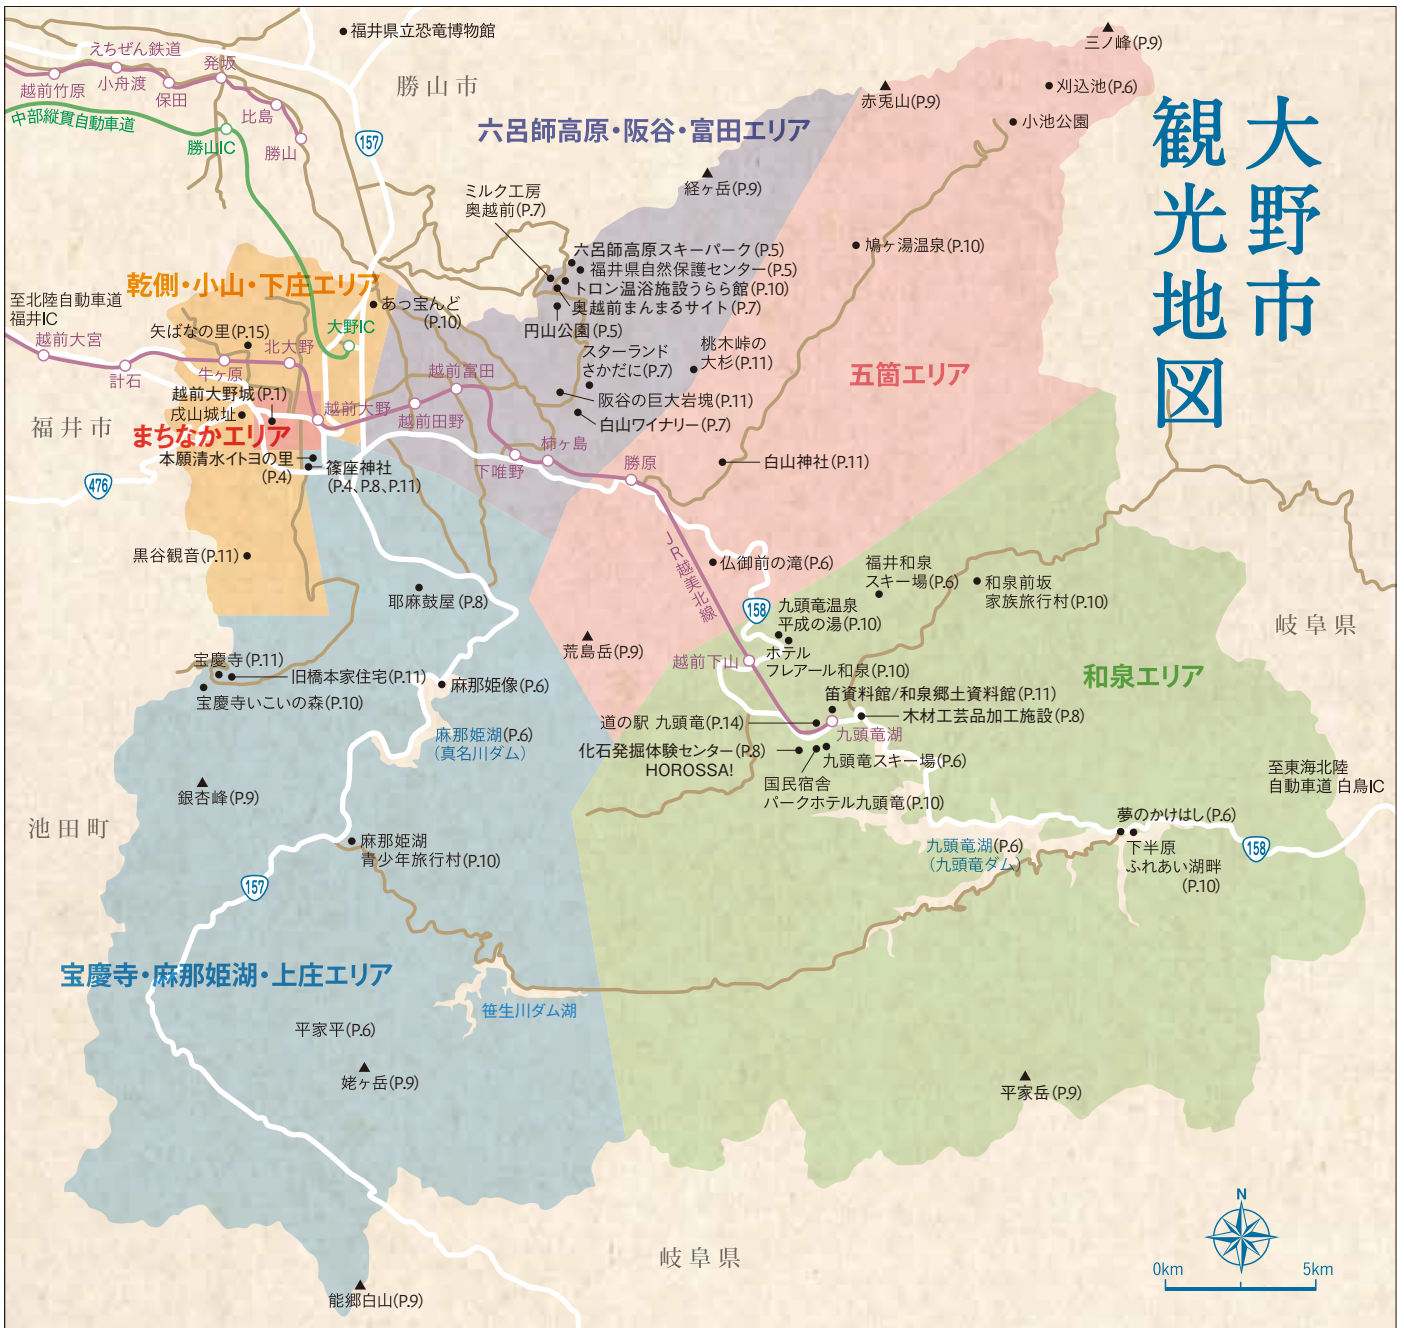 大野市
観光地図
福井県立恐竜博物館
三ノ峰(P.9)
えちぜん鉄道
発坂
小舟渡
越前竹原
保田
勝山市
刈込池(P.6)
赤兎山(P.9)
比島
中部縦貫自動車道
小池公園
六呂師高原・阪谷・富田エリア
157
勝山IC
勝山
経ヶ岳(P.9)
ミルク工房
奥越前(P.7)
鳩ヶ湯温泉(P.10)
六呂師高原スキーパーク(P.5)
福井県自然保護センター(P.5)
トロン温浴施設うらら館(P.10)
奥越前まんまるサイト(P.7)
円山公園(P.5)
乾側・小山・下庄エリア
至北陸自動車道
福井IC
あっ宝んど
(P.10)
大野IC
矢ばなの里(P.15)
越前大宮
北大野
計石
牛ヶ原
桃木峠の
大杉(P.11)
スターランド
さかだに(P.7)
越前富田
五箇エリア
越前大野城(P.1)
戌山城址
越前大野
越前田野
阪谷の巨大岩塊(P.11)
白山ワイナリー(P.7)
福井市
まちなかエリア
柿ヶ島
本願清水イトヨの里
(P.4)
篠座神社
(P.4、P.8、P.11)
下唯野
勝原
白山神社(P.11)
476
JR越美北線
黒谷観音(P.11)
仏御前の滝(P.6)
福井和泉
スキー場(P.6)
和泉前坂
家族旅行村(P.10)
耶麻鼓屋(P.8)
158
九頭竜温泉
平成の湯(P.10)
岐阜県
荒島岳(P.9)
越前下山
ホテル
フレアール和泉(P.10)
和泉エリア
宝慶寺(P.11)
旧橋本家住宅(P.11)
宝慶寺いこいの森(P.10)
麻那姫像(P.6)
笛資料館/和泉郷土資料館(P.11)
木材工芸品加工施設(P.8)
道の駅 九頭竜(P.14)
九頭竜湖
麻那姫湖(P.6)
(真名川ダム)
化石発掘体験センター(P.8)
HOROSSA!
九頭竜スキー場(P.6)
国民宿舎
パークホテル九頭竜(P.10)
至東海北陸
自動車道 白鳥IC
銀杏峰(P.9)
池田町
夢のかけはし(P.6)
麻那姫湖
青少年旅行村(P.10)
九頭竜湖(P.6)
(九頭竜ダム)
下半原
ふれあい湖畔
(P.10)
158
157
宝慶寺・麻那姫湖・上庄エリア
笹生川ダム湖
平家平(P.6)
姥ヶ岳(P.9)
平家岳(P.9)
岐阜県
能郷白山(P.9)
N
0km
5km